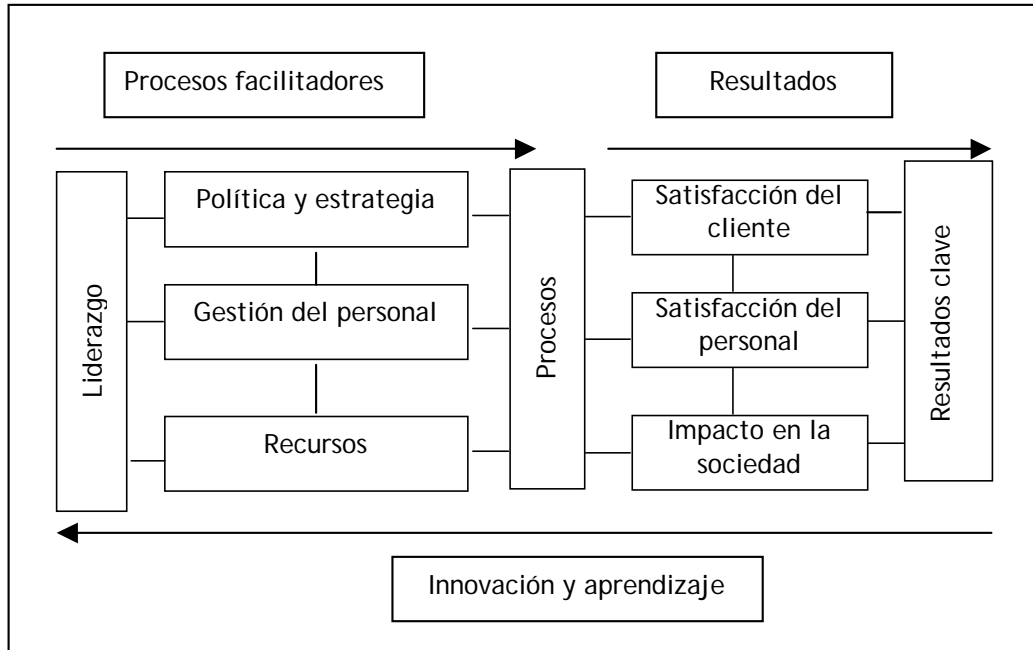 Procesos facilitadores
Resultados
Liderazgo
Política y estrategia
Gestión del personal
Recursos
Procesos
Satisfacción del
cliente
Satisfacción del
personal
Impacto en la
sociedad
Resultados clave
Innovación y aprendizaje